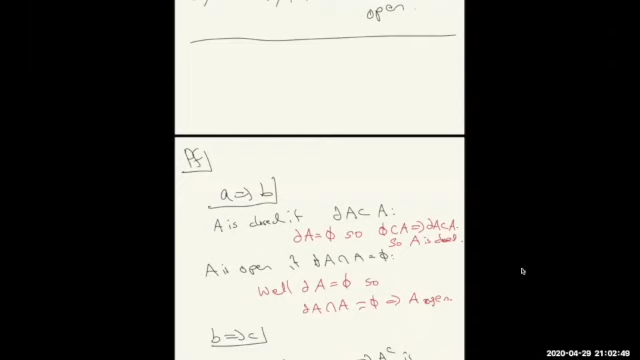 open.
Pf
a ⇒ b
A is closed if ∂A ⊂ A:
∂A = ϕ so ϕ ⊂ A ⇒ ∂A ⊂ A.
so A is closed.
A is open if ∂A ∩ A = ϕ:
Well ∂A = ϕ so
∂A ∩ A = ϕ ⇒ A open.
b ⇒ c
⇒ A^c is
2020-04-29 21:02:49